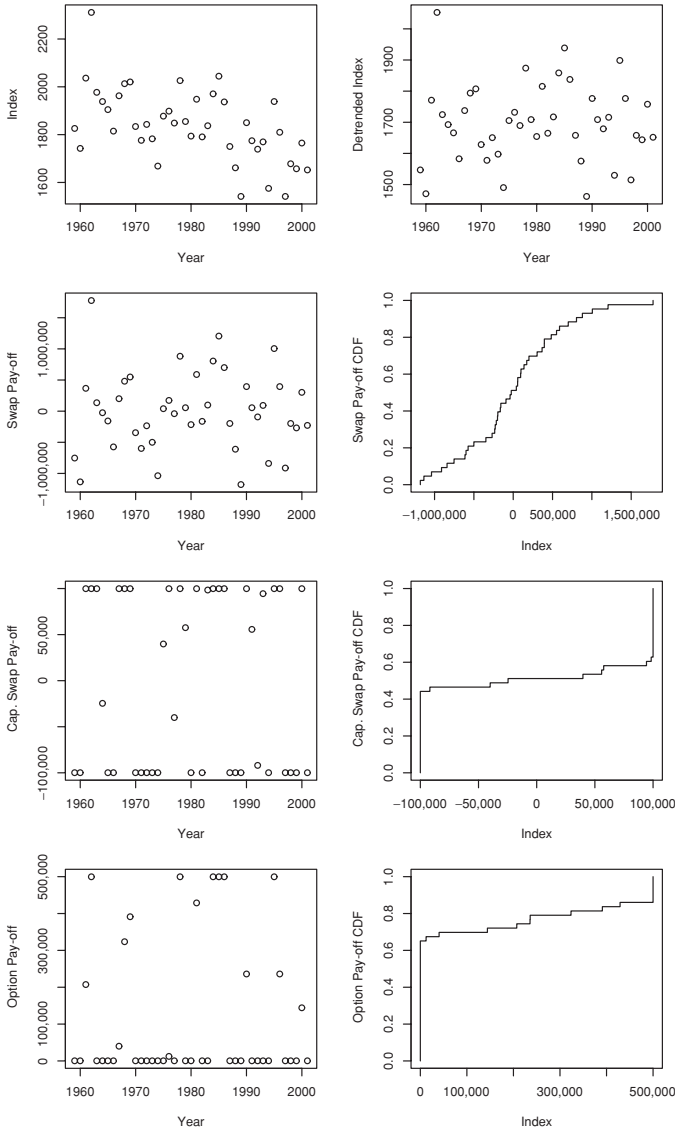 Index
1600 1800 2000 2200
1960 1970 1980 1990 2000
Year
Detrended Index
1500 1700 1900
1960 1970 1980 1990 2000
Year
Swap Pay-off
−1,000,000 0 1,000,000
1960 1970 1980 1990 2000
Year
Swap Pay-off CDF
0.0 0.2 0.4 0.6 0.8 1.0
−1,000,000 0 500,000 1,500,000
Index
Cap. Swap Pay-off
−100,000 0 50,000
1960 1970 1980 1990 2000
Year
Cap. Swap Pay-off CDF
0.0 0.2 0.4 0.6 0.8 1.0
−100,000 −50,000 0 50,000 100,000
Index
Option Pay-off
0 100,000 300,000 500,000
1960 1970 1980 1990 2000
Year
Option Pay-off CDF
0.0 0.2 0.4 0.6 0.8 1.0
0 100,000 300,000 500,000
Index